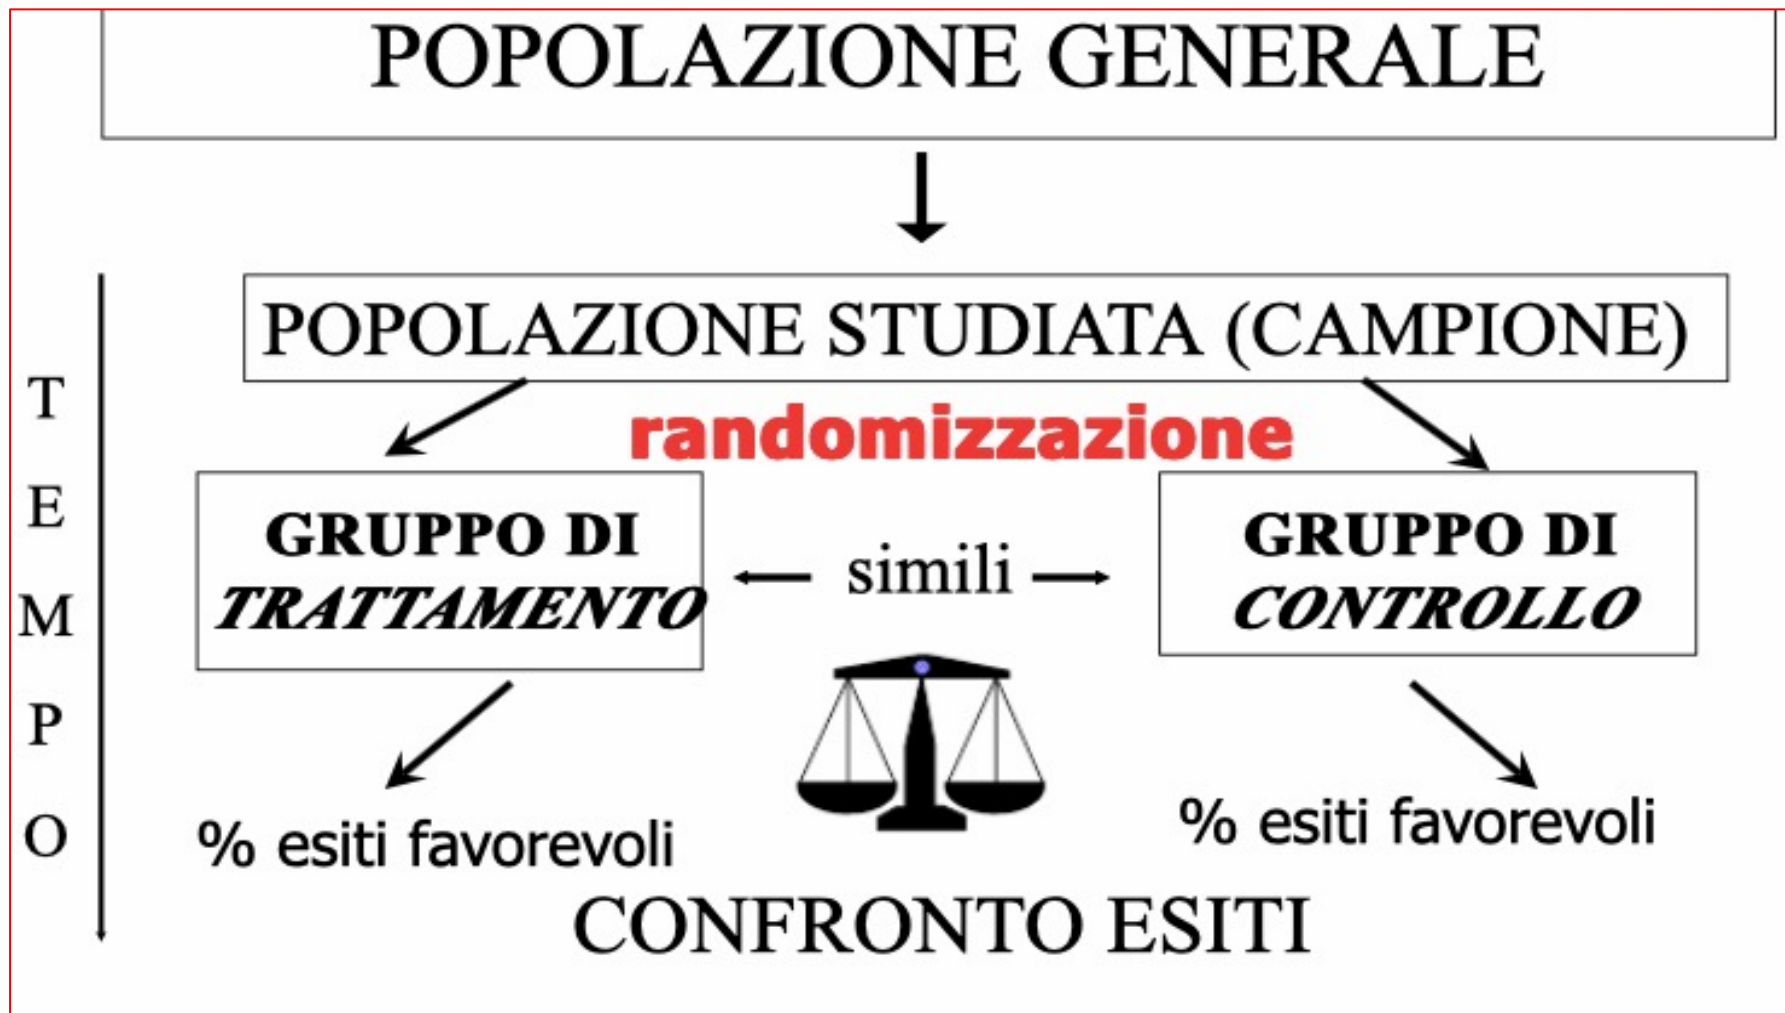 POPOLAZIONE GENERALE
POPOLAZIONE STUDIATA (CAMPIONE)
randomizzazione
GRUPPO DI
TRATTAMENTO
simili
GRUPPO DI
CONTROLLO
% esiti favorevoli
% esiti favorevoli
CONFRONTO ESITI
T
E
M
P
O